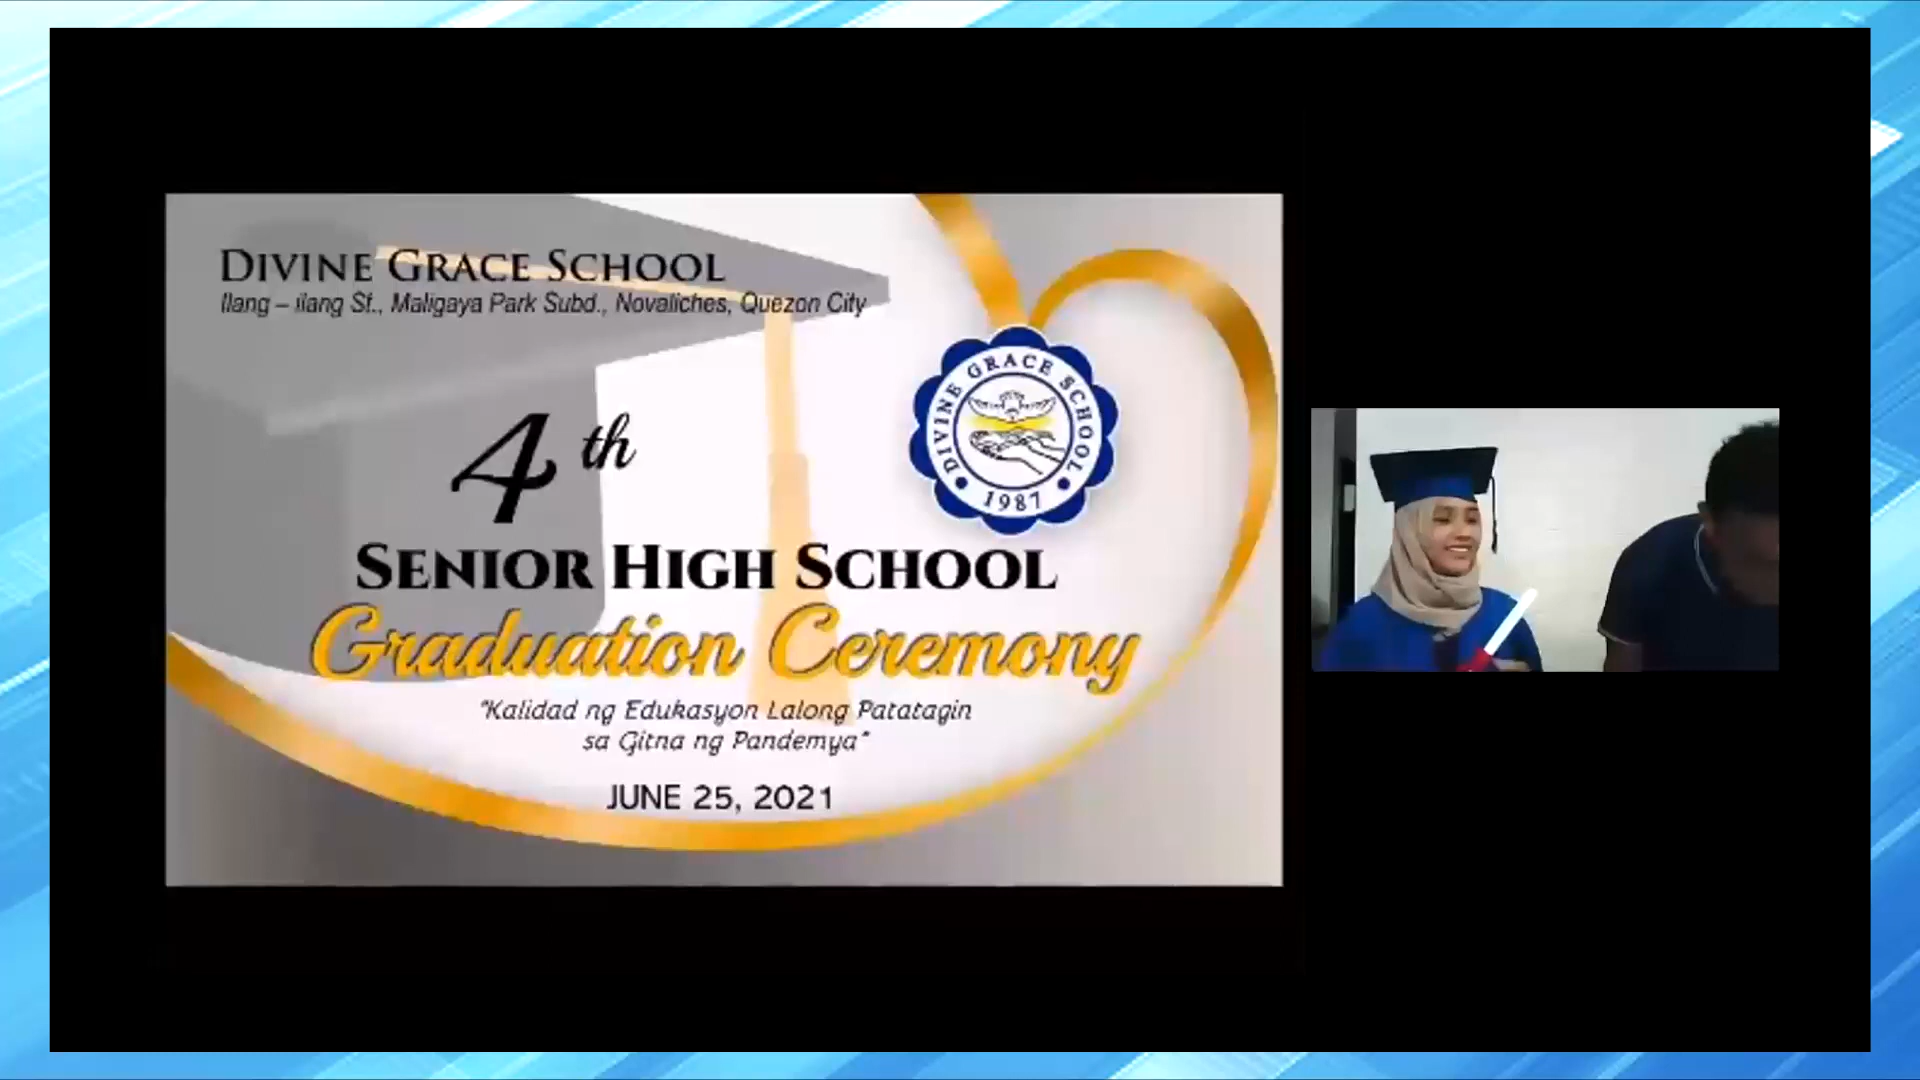 DIVINE GRACE SCHOOL
Ilang – ilang St., Maligaya Park Subd., Novaliches, Quezon City
4th
SENIOR HIGH SCHOOL
Graduation Ceremony
"Kalidad ng Edukasyon Lalong Patatagin
sa Gitna ng Pandemya"
JUNE 25, 2021
DIVINE GRACE SCHOOL
1987